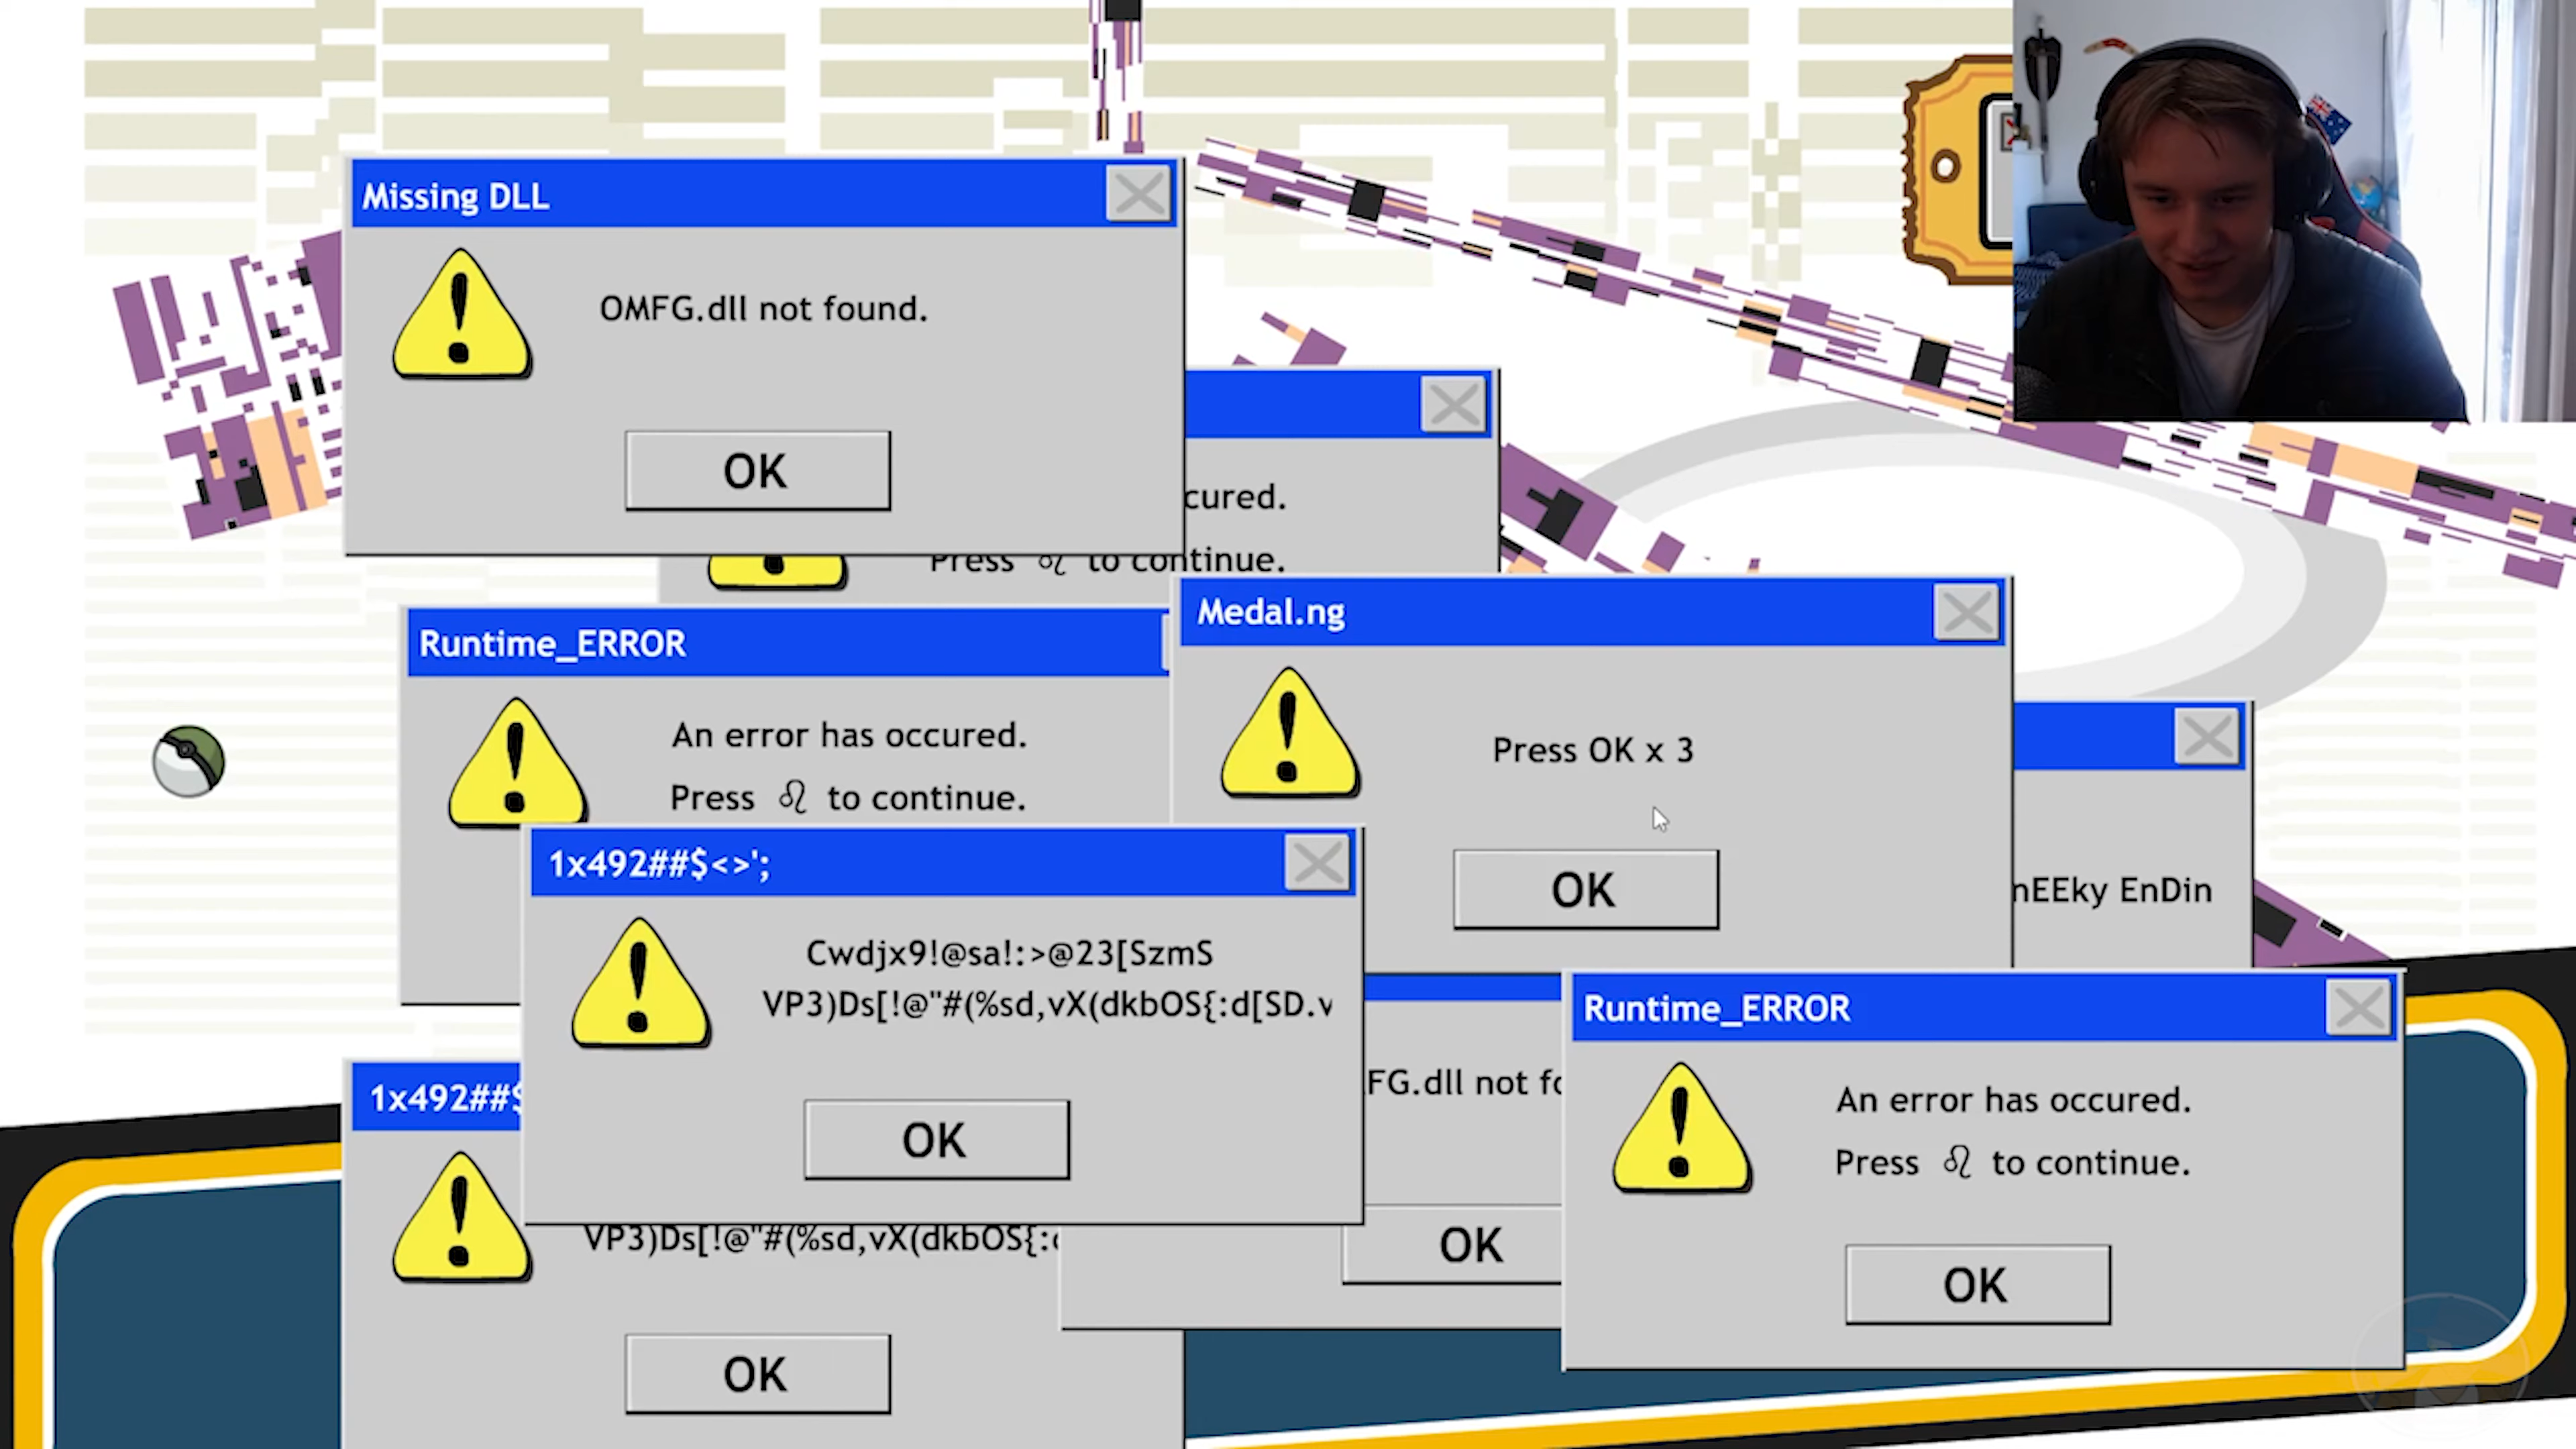 Missing DLL
OMFG.dll not found.
OK
cured.
Press ♌ to continue.
Runtime_ERROR
An error has occured.
Press ♌ to continue.
Medal.ng
Press OK x 3
OK
nEEky EnDin
1x492##$<>';
Cwdjx9!@sa!:>@23[SzmS
VP3)Ds[!@"#(%sd,vX(dkbOS{:d[SD.v
OK
FG.dll not fo
OK
Runtime_ERROR
An error has occured.
Press ♌ to continue.
OK
1x492##$
VP3)Ds[!@"#(%sd,vX(dkbOS{:d
OK